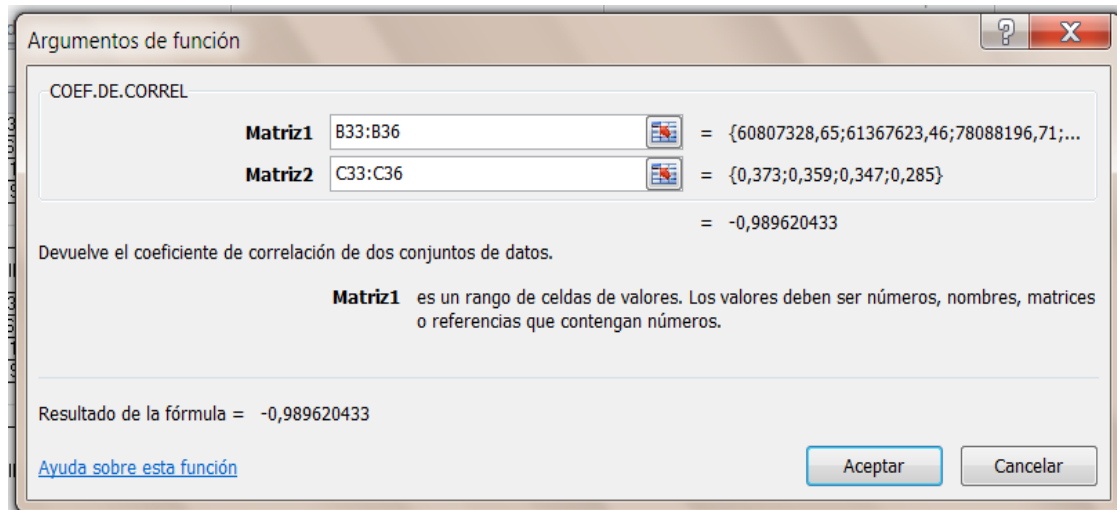 Argumentos de función
COEF.DE.CORREL
Matriz1 B33:B36 = {60807328,65;61367623,46;78088196,71;...
Matriz2 C33:C36 = {0,373;0,359;0,347;0,285}
= -0,989620433
Devuelve el coeficiente de correlación de dos conjuntos de datos.
Matriz1 es un rango de celdas de valores. Los valores deben ser números, nombres, matrices
o referencias que contengan números.
Resultado de la fórmula = -0,989620433
Ayuda sobre esta función
Aceptar Cancelar